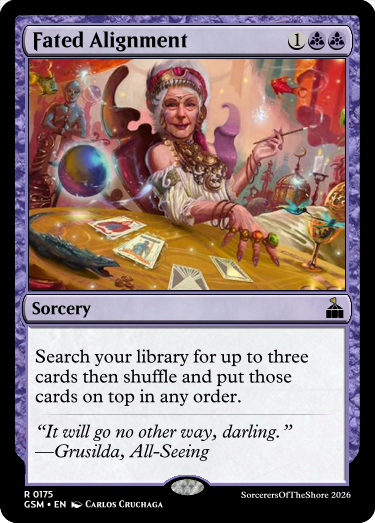 Fated Alignment 1
Sorcery
Search your library for up to three
cards then shuffle and put those
cards on top in any order.
“It will go no other way, darling.”
—Grusilda, All-Seeing
R 0175
GSM • EN Carlos Cruchaga
SorcerersOfTheShore 2026